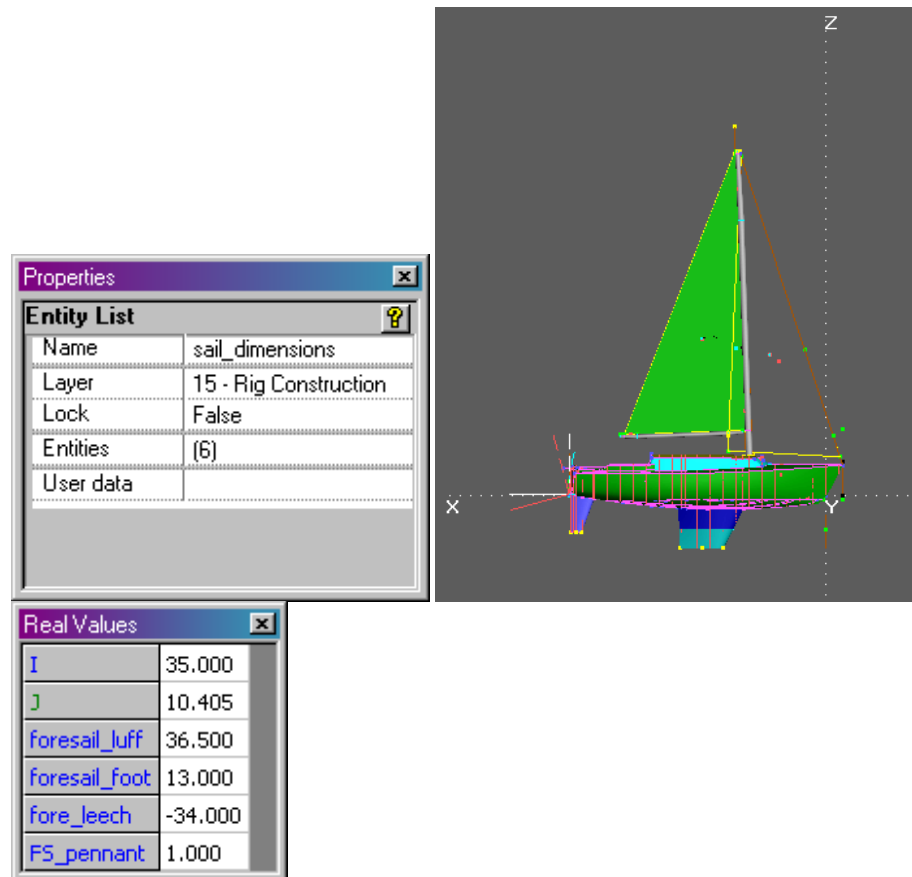 Z
X
Y
Properties
Entity List
Name sail_dimensions
Layer 15 - Rig Construction
Lock False
Entities (6)
User data
Real Values
I 35.000
J 10.405
foresail_luff 36.500
foresail_foot 13.000
fore_leech -34.000
FS_pennant 1.000